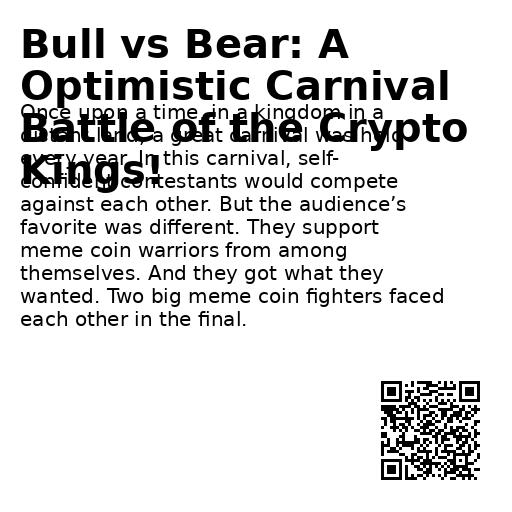 Bull vs Bear: A
Optimistic Carnival
Battle of the Crypto
Kings!
Once upon a time, in a kingdom in a
distant land, a great carnival was held
every year. In this carnival, self-
confident contestants would compete
against each other. But the audience’s
favorite was different. They support
meme coin warriors from among
themselves. And they got what they
wanted. Two big meme coin fighters faced
each other in the final.